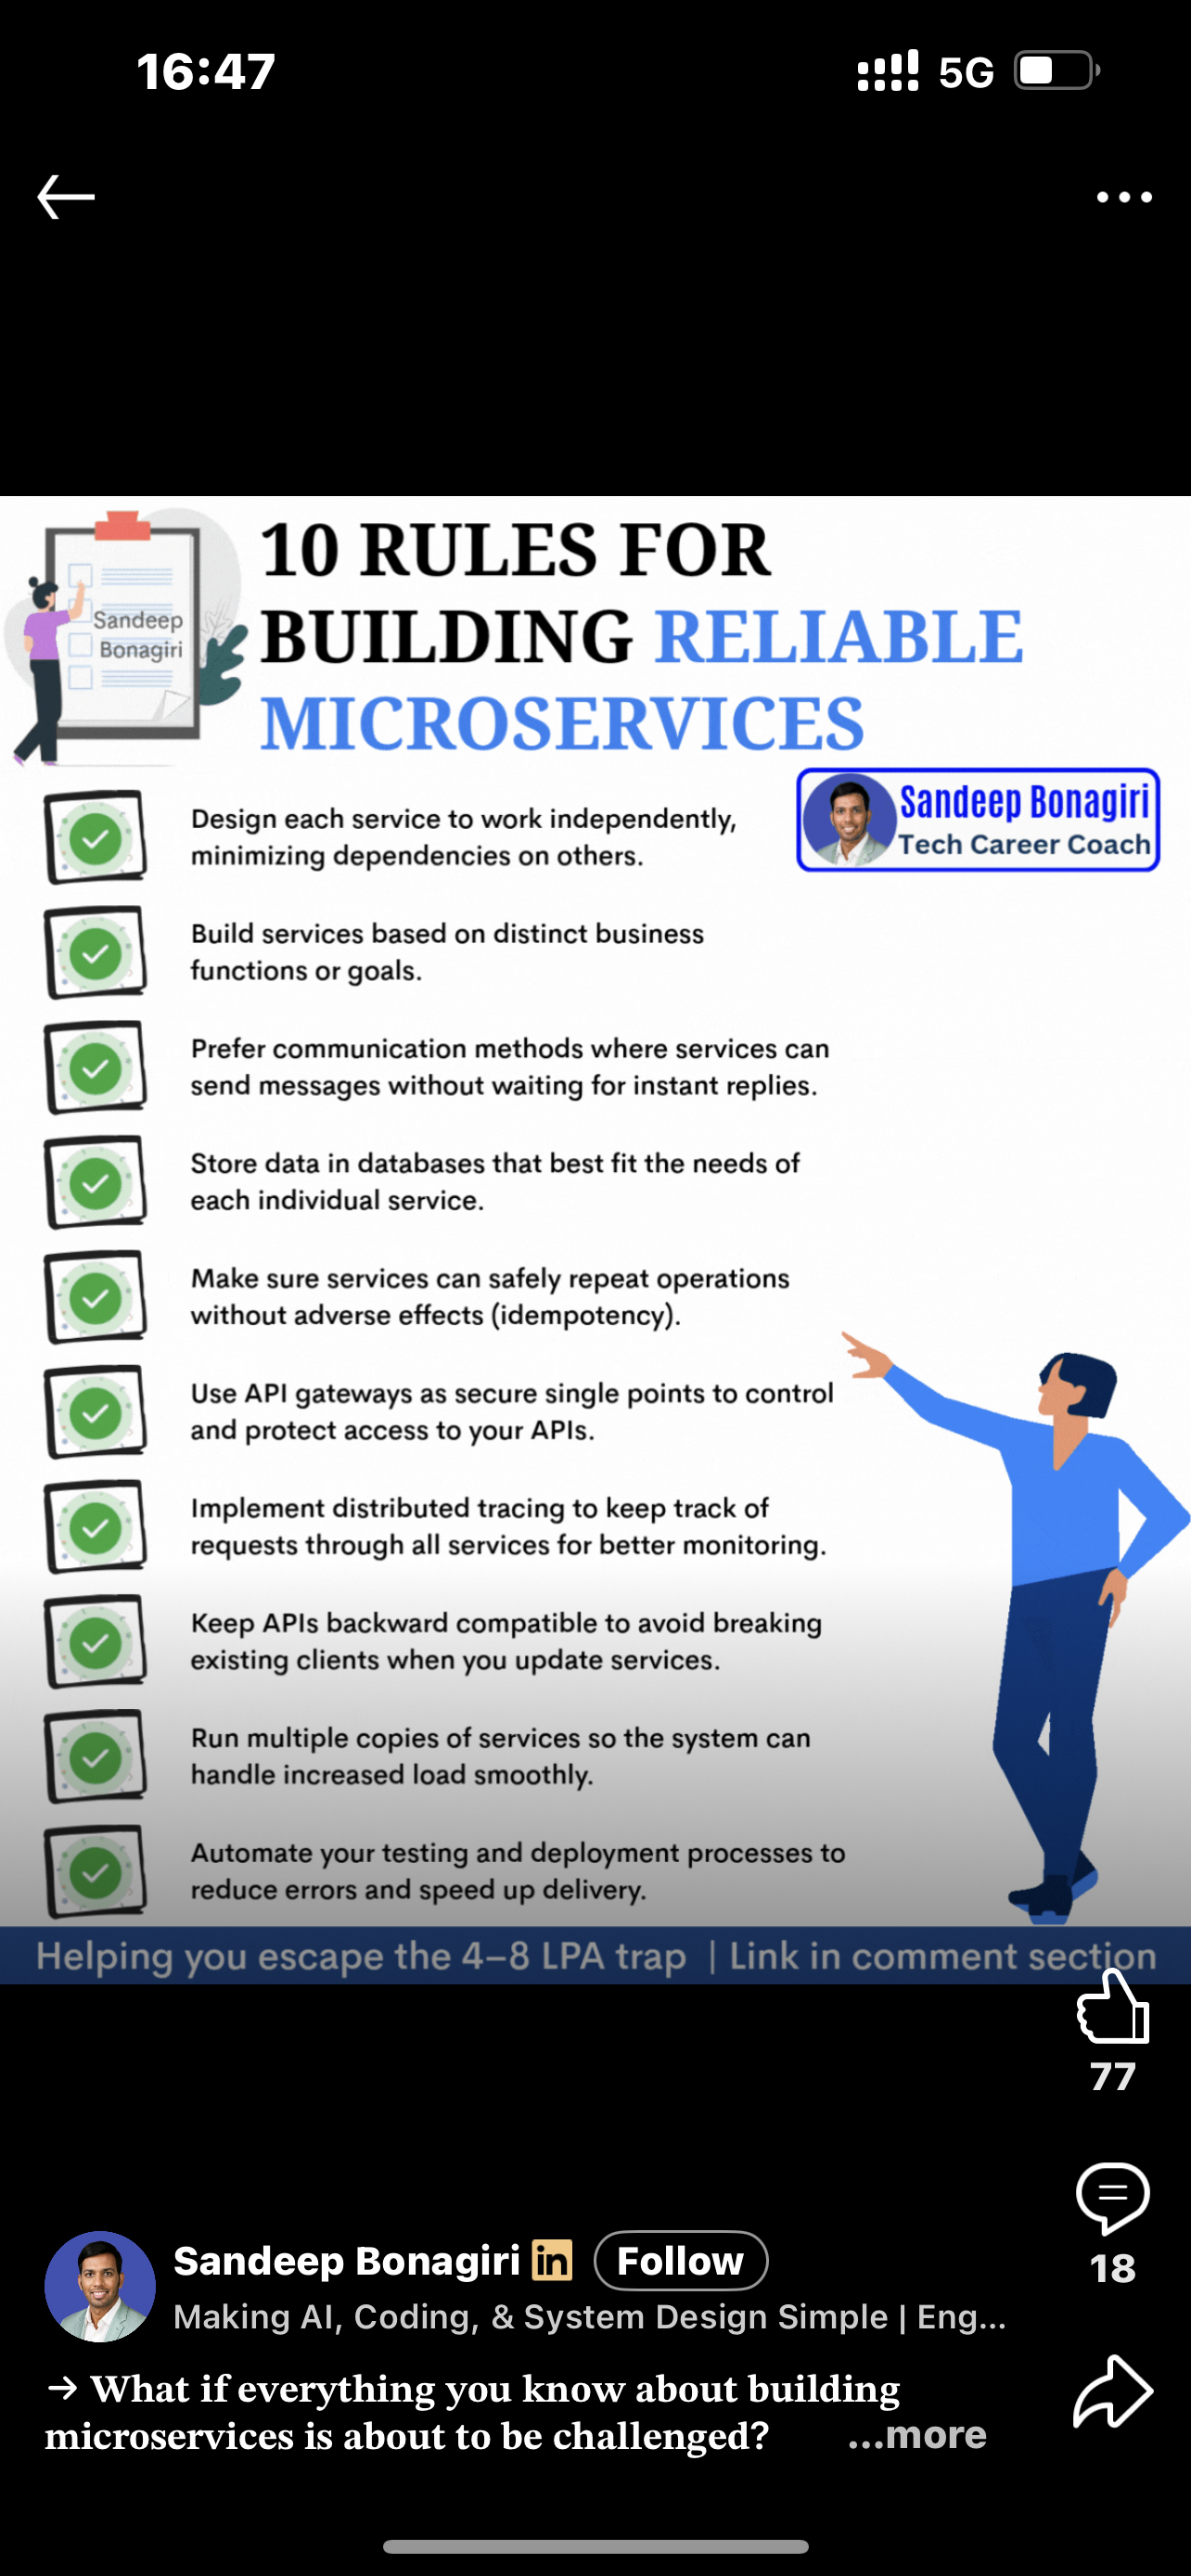 16:47
5G
Sandeep
Bonagiri
10 RULES FOR
BUILDING RELIABLE
MICROSERVICES
Sandeep Bonagiri
Tech Career Coach
Design each service to work independently,
minimizing dependencies on others.
Build services based on distinct business
functions or goals.
Prefer communication methods where services can
send messages without waiting for instant replies.
Store data in databases that best fit the needs of
each individual service.
Make sure services can safely repeat operations
without adverse effects (idempotency).
Use API gateways as secure single points to control
and protect access to your APIs.
Implement distributed tracing to keep track of
requests through all services for better monitoring.
Keep APIs backward compatible to avoid breaking
existing clients when you update services.
Run multiple copies of services so the system can
handle increased load smoothly.
Automate your testing and deployment processes to
reduce errors and speed up delivery.
Helping you escape the 4–8 LPA trap | Link in comment section
77
18
Sandeep Bonagiri in Follow
Making AI, Coding, & System Design Simple | Eng...
→ What if everything you know about building
microservices is about to be challenged? ...more